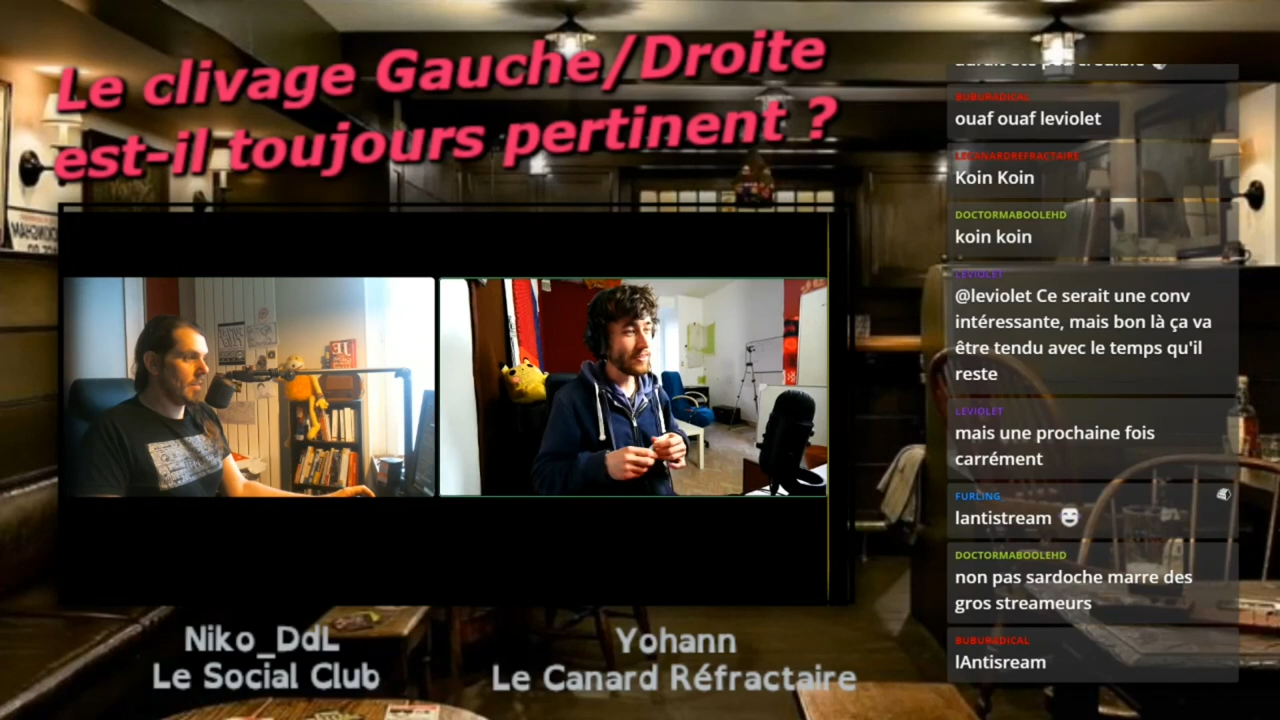 Le clivage Gauche/Droite
est-il toujours pertinent ?
Niko_DdL
Le Social Club
Yohann
Le Canard Réfractaire
BUBURADICAL
ouaf ouaf leviolet
LECANARDREFRACTAIRE
Koin Koin
DOCTORMABOOLEHD
koin koin
LEVIOLET
@leviolet Ce serait une conv
intéressante, mais bon là ça va
être tendu avec le temps qu'il
reste
LEVIOLET
mais une prochaine fois
carrément
FURLING
lantistream
DOCTORMABOOLEHD
non pas sardoche marre des
gros streameurs
BUBURADICAL
lAntisream